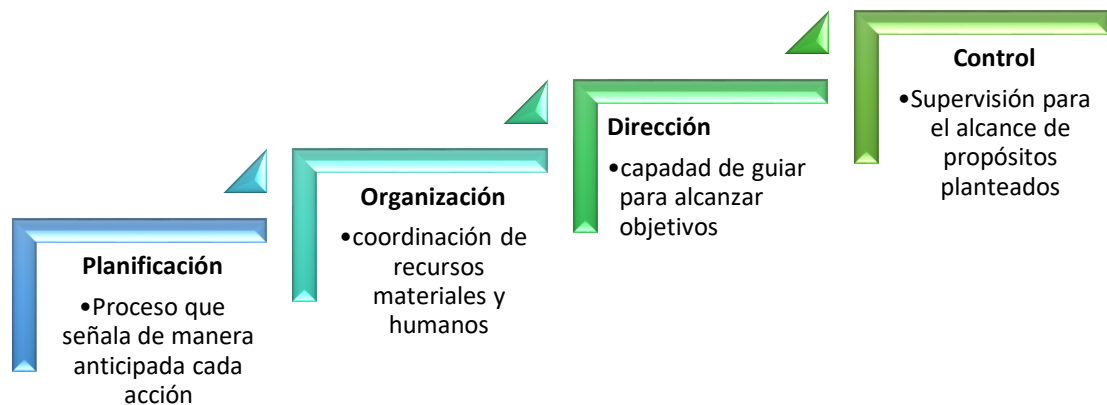 Planificación
•Proceso que
señala de manera
anticipada cada
acción
Organización
•coordinación de
recursos
materiales y
humanos
Dirección
•capadad de guiar
para alcanzar
objetivos
Control
•Supervisión para
el alcance de
propósitos
planteados